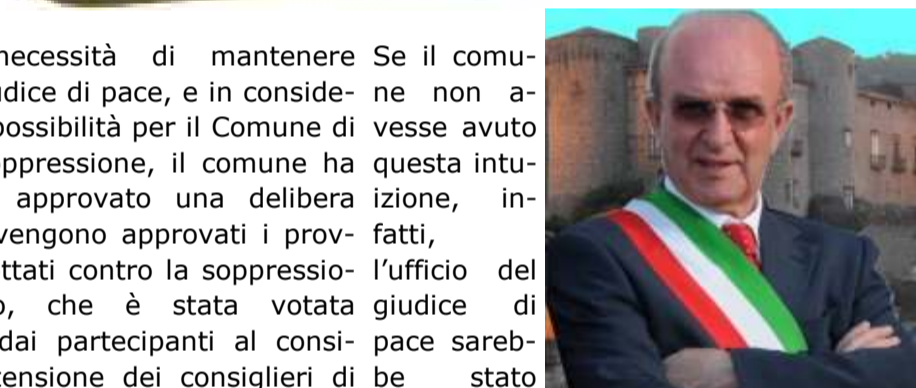 necessità di mantenere
dice di pace, e in conside-
possibilità per il Comune di
oppressione, il comune ha
approvato una delibera
vengono approvati i prov-
ttati contro la soppressio-
o, che è stata votata
dai partecipanti al consi-
tensione dei consiglieri di
Se il comu-
ne non a-
vesse avuto
questa intu-
izione, in-
fatti,
l'ufficio del
giudice di
pace sareb-
be stato